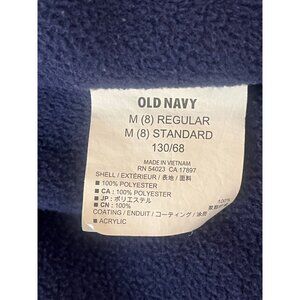 OLD NAVY
M (8) REGULAR
M (8) STANDARD
130/68
MADE IN VIETNAM
RN 54023 CA 17897
SHELL / EXTÉRIEUR / 表地 / 面料
■ 100% POLYESTER
■ CA : 100% POLYESTER
■ JP : ポリエステル
■ CN : 100%
COATING / ENDUIT / コーティング / 涂层
■ ACRYLIC
100%